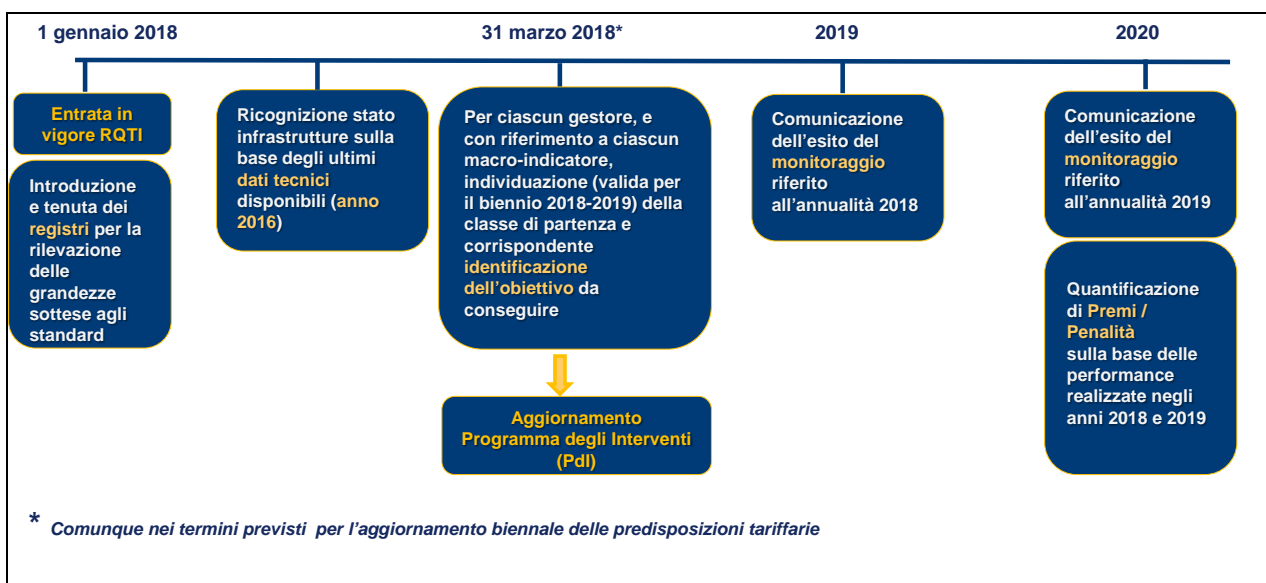 1 gennaio 2018
31 marzo 2018*
2019
2020
Entrata in
vigore RQTI
Introduzione
e tenuta dei
registri per la
rilevazione
delle
grandezze
sottese agli
standard
Ricognizione stato
infrastrutture sulla
base degli ultimi
dati tecnici
disponibili (anno
2016)
Per ciascun gestore, e
con riferimento a ciascun
macro-indicatore,
individuazione (valida per
il biennio 2018-2019) della
classe di partenza e
corrispondente
identificazione
dell'obiettivo da
conseguire
Aggiornamento
Programma degli Interventi
(PdI)
Comunicazione
dell'esito del
monitoraggio
riferito
all'annualità 2018
Comunicazione
dell'esito del
monitoraggio
riferito
all'annualità 2019
Quantificazione
di Premi /
Penalità
sulla base delle
performance
realizzate negli
anni 2018 e 2019
* Comunque nei termini previsti per l'aggiornamento biennale delle predisposizioni tariffarie